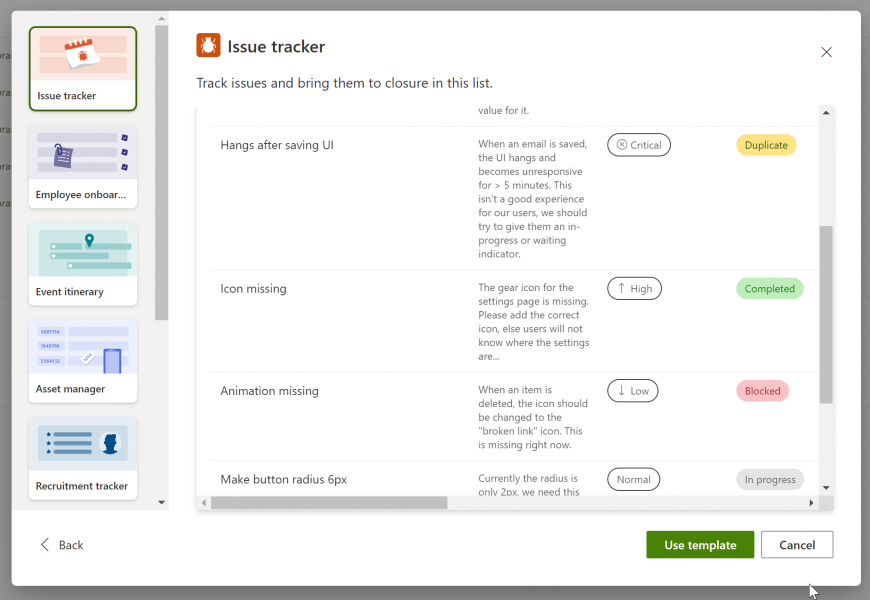 Issue tracker
Employee onboar...
Event itinerary
5687156
1649786
5564512
Asset manager
Recruitment tracker
Issue tracker
Track issues and bring them to closure in this list.
value for it.
Hangs after saving UI
When an email is saved,
the UI hangs and
becomes unresponsive
for > 5 minutes. This
isn't a good experience
for our users, we should
try to give them an in-
progress or waiting
indicator.
Critical
Duplicate
Icon missing
The gear icon for the
settings page is missing.
Please add the correct
icon, else users will not
know where the settings
are...
High
Completed
Animation missing
When an item is
deleted, the icon should
be changed to the
"broken link" icon. This
is missing right now.
Low
Blocked
Make button radius 6px
Currently the radius is
only 2px, we need this
Normal
In progress
Back
Use template
Cancel